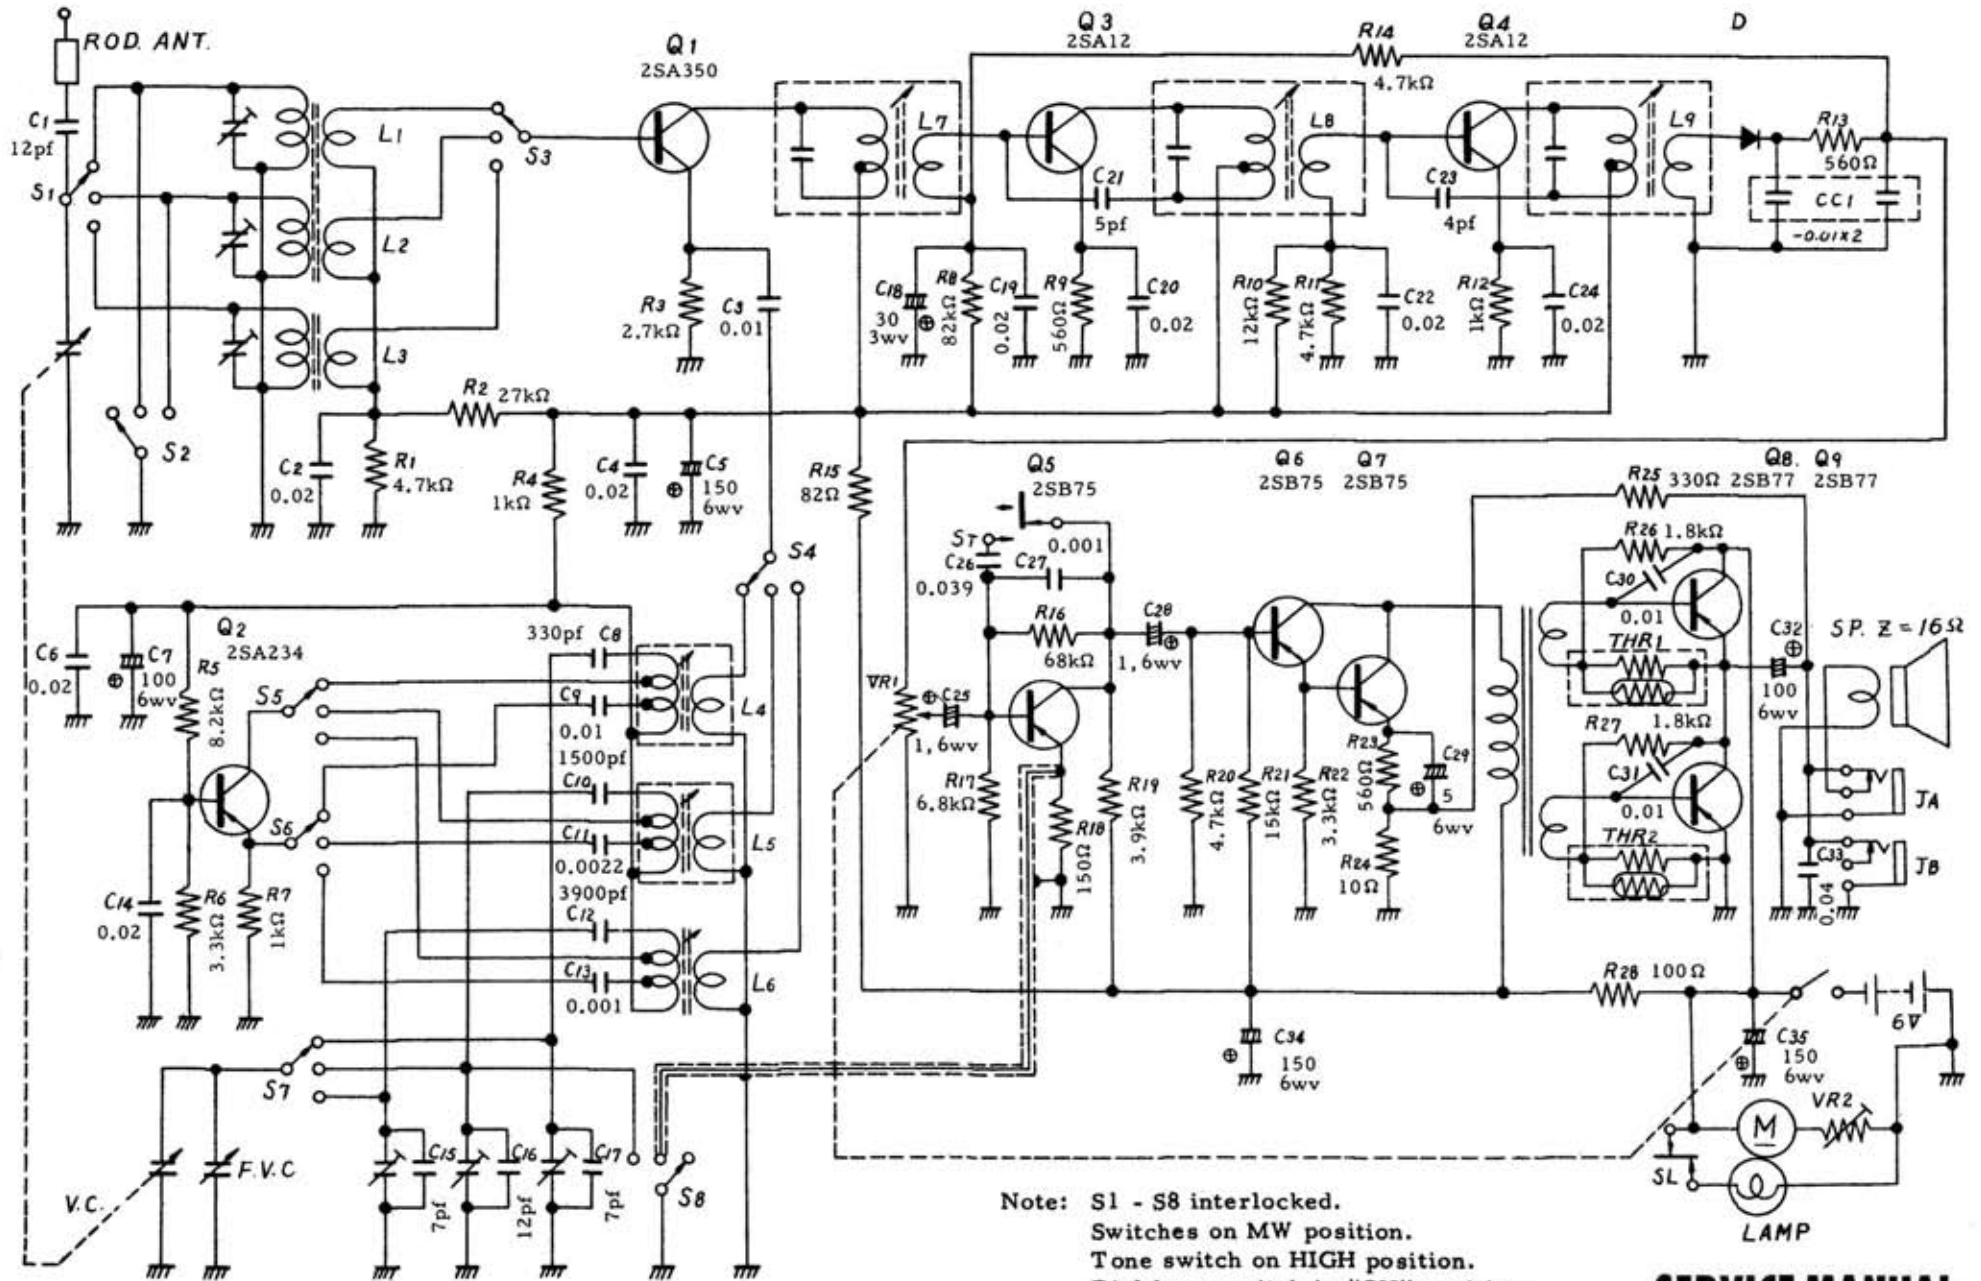 ROD. ANT.
C1
12pf
S1
S2
L1
L2
L3
S3
Q1
2SA350
R3
2.7kΩ
C3
0.01
L7
Q3
2SA12
C21
5pf
L8
R14
4.7kΩ
Q4
2SA12
C23
4pf
L9
D
R13
560Ω
CC1
-0.01x2
C18
30
3wv
R8
82kΩ
C19
0.02
R9
560Ω
C20
0.02
R10
12kΩ
R11
4.7kΩ
C22
0.02
R12
1kΩ
C24
0.02
C2
0.02
R1
4.7kΩ
R2
27kΩ
R4
1kΩ
C4
0.02
C5
150
6wv
R15
82Ω
S4
Q5
2SB75
ST
0.001
C26
0.039
C27
R16
68kΩ
C28
1,6wv
Q6
2SB75
Q7
2SB75
R25
330Ω
Q8. Q9
2SB77 2SB77
R26 1.8kΩ
C30
0.01
THR1
1.8kΩ
R27
C31
0.01
THR2
C32
100
6wv
SP. Z=16Ω
JA
JB
C33
0.04
C6
0.02
C7
100
6wv
R5
8.2kΩ
Q2
2SA234
S5
S6
C14
0.02
R6
3.3kΩ
R7
1kΩ
330pf
C8
C9
0.01
1500pf
C10
C11
0.0022
3900pf
C12
C13
0.001
L4
L5
L6
VR1
C25
1,6wv
R17
6.8kΩ
R18
150Ω
R19
3.9kΩ
R20
4.7kΩ
R21
15kΩ
R22
3.3kΩ
R23
560Ω
C29
5
6wv
R24
10Ω
R28 100Ω
6V
C34
150
6wv
C35
150
6wv
S7
V.C.
F.V.C
C15
7pf
C16
12pf
C17
7pf
S8
M
VR2
SL
LAMP
Note: S1 - S8 interlocked.
Switches on MW position.
Tone switch on HIGH position.